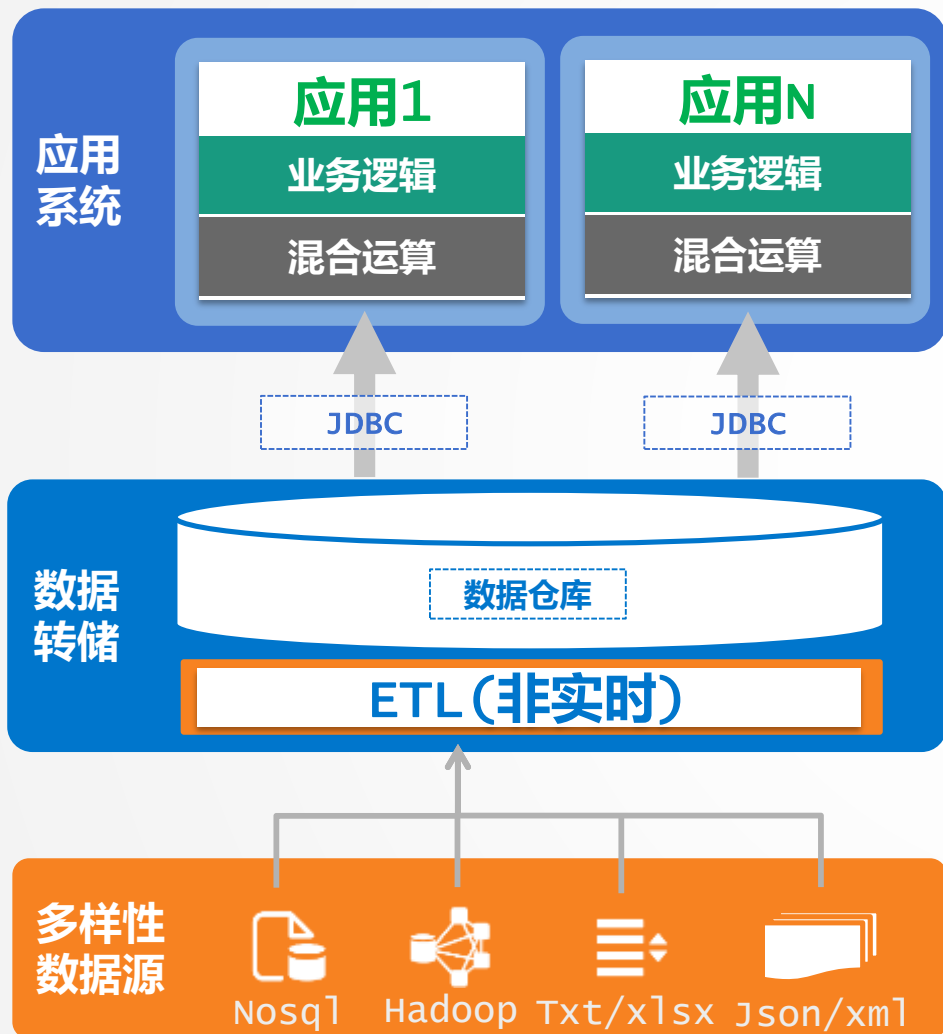 应用
系统
应用1
业务逻辑
混合运算
应用N
业务逻辑
混合运算
JDBC
JDBC
数据
转储
数据仓库
ETL(非实时)
多样性
数据源
Nosql
Hadoop
Txt/xlsx
Json/xml